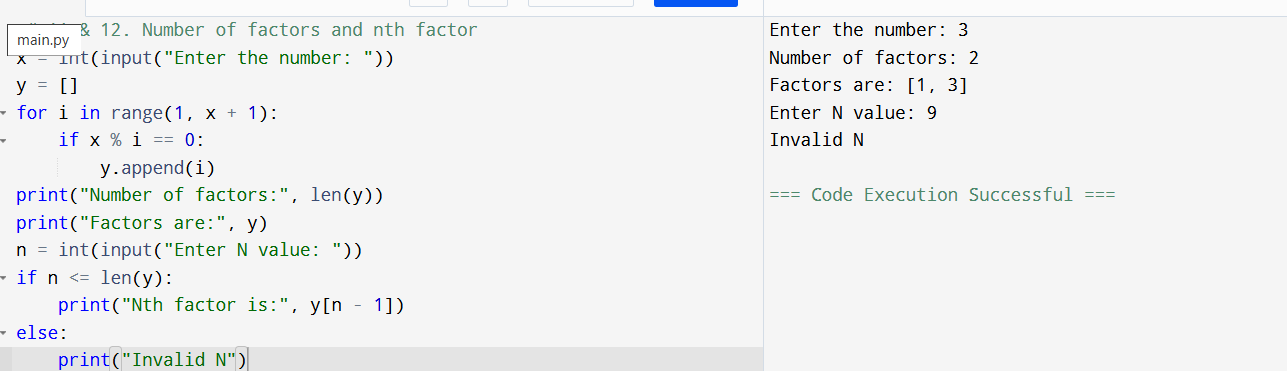 main.py
& 12. Number of factors and nth factor
x = int(input("Enter the number: "))
y = []
for i in range(1, x + 1):
if x % i == 0:
y.append(i)
print("Number of factors:", len(y))
print("Factors are:", y)
n = int(input("Enter N value: "))
if n <= len(y):
print("Nth factor is:", y[n - 1])
else:
print("Invalid N")
Enter the number: 3
Number of factors: 2
Factors are: [1, 3]
Enter N value: 9
Invalid N
=== Code Execution Successful ===